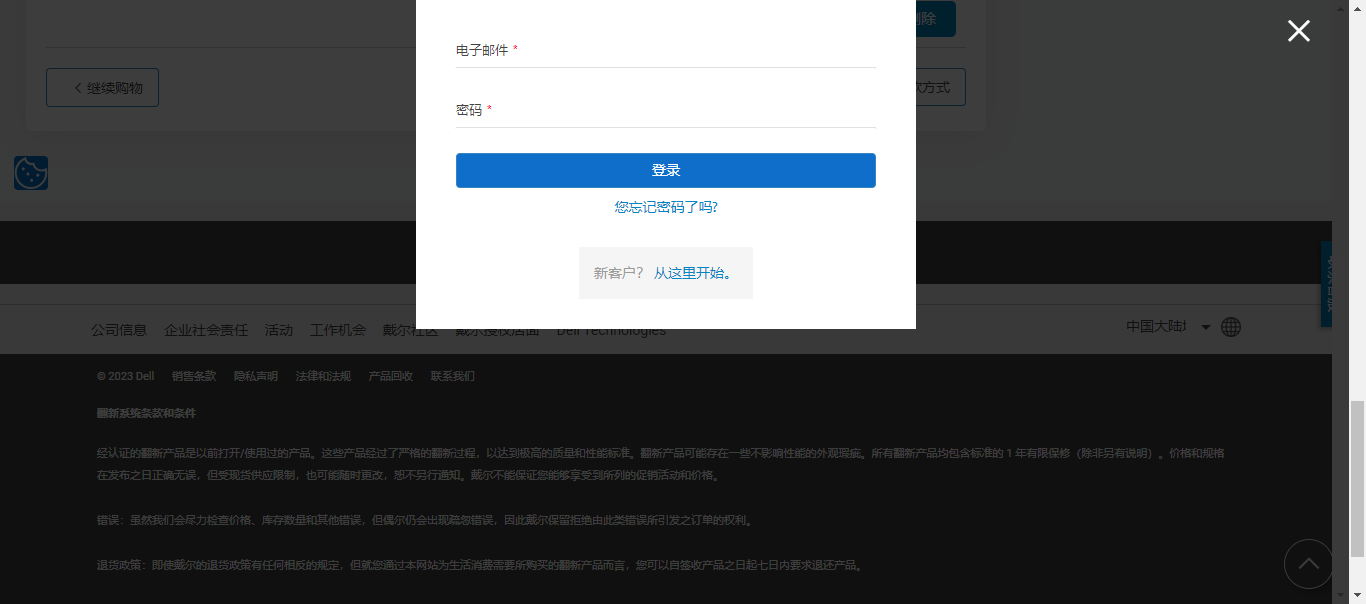 除
电子邮件 *
继续购物
方式
密码 *
登录
您忘记密码了吗?
新客户? 从这里开始。
公司信息 企业社会责任 活动 工作机会 戴尔社区 戴尔授权店面 Dell Technologies
中国大陆
© 2023 Dell 销售条款 隐私声明 法律和法规 产品回收 联系我们
翻新系统条款和条件
经认证的翻新产品是以前打开/使用过的产品。这些产品经过了严格的翻新过程，以达到极高的质量和性能标准。翻新产品可能存在一些不影响性能的外观瑕疵。所有翻新产品均包含标准的 1 年有限保修（除非另有说明）。价格和规格
在发布之日正确无误，但受现货供应限制，也可能随时更改，恕不另行通知。戴尔不能保证您能够享受到所列的促销活动和价格。
错误：虽然我们会尽力检查价格、库存数量和其他错误，但偶尔仍会出现疏忽错误，因此戴尔保留拒绝由此类错误所引发之订单的权利。
退货政策：即使戴尔的退货政策有任何相反的规定，但就您通过本网站为生活消费需要所购买的翻新产品而言，您可以自签收产品之日起七日内要求退还产品。